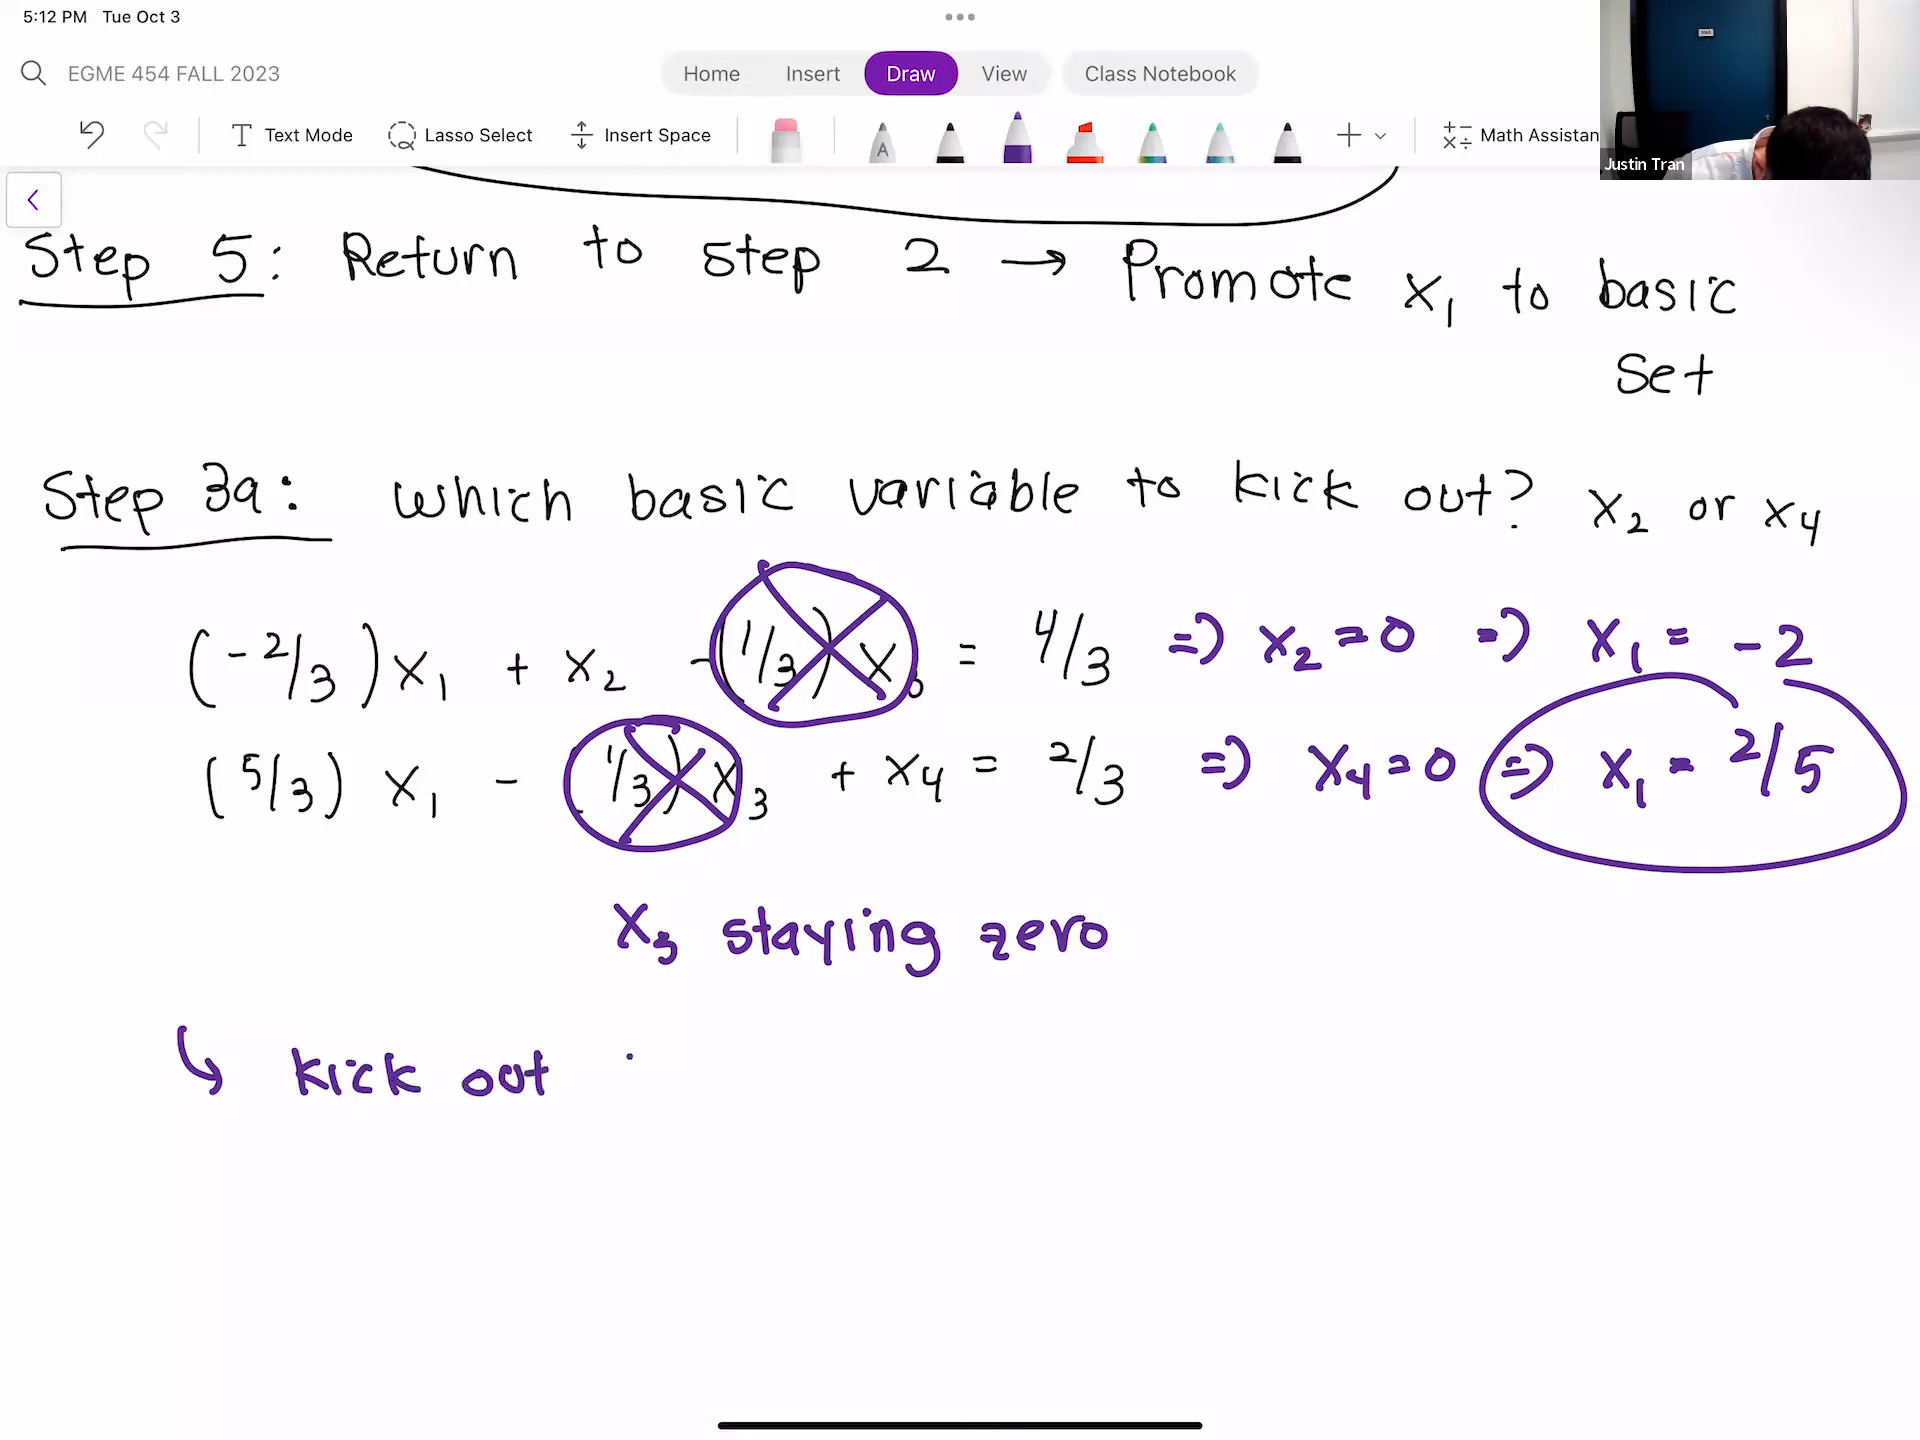 5:12 PM Tue Oct 3
EGME 454 FALL 2023
Home Insert Draw View Class Notebook
Text Mode Lasso Select Insert Space A Math Assistan
Justin Tran
Step 5: Return to step 2 → Promote x₁ to basic
set
Step 3a: which basic variable to kick out? x₂ or x₄
(-2/3)x₁ + x₂ - (1/3)x₃ = 4/3 => x₂ = 0 => x₁ = -2
(5/3) x₁ - (1/3)x₃ + x₄ = 2/3 => x₄ = 0 => x₁ = 2/5
x₃ staying zero
↳ kick out